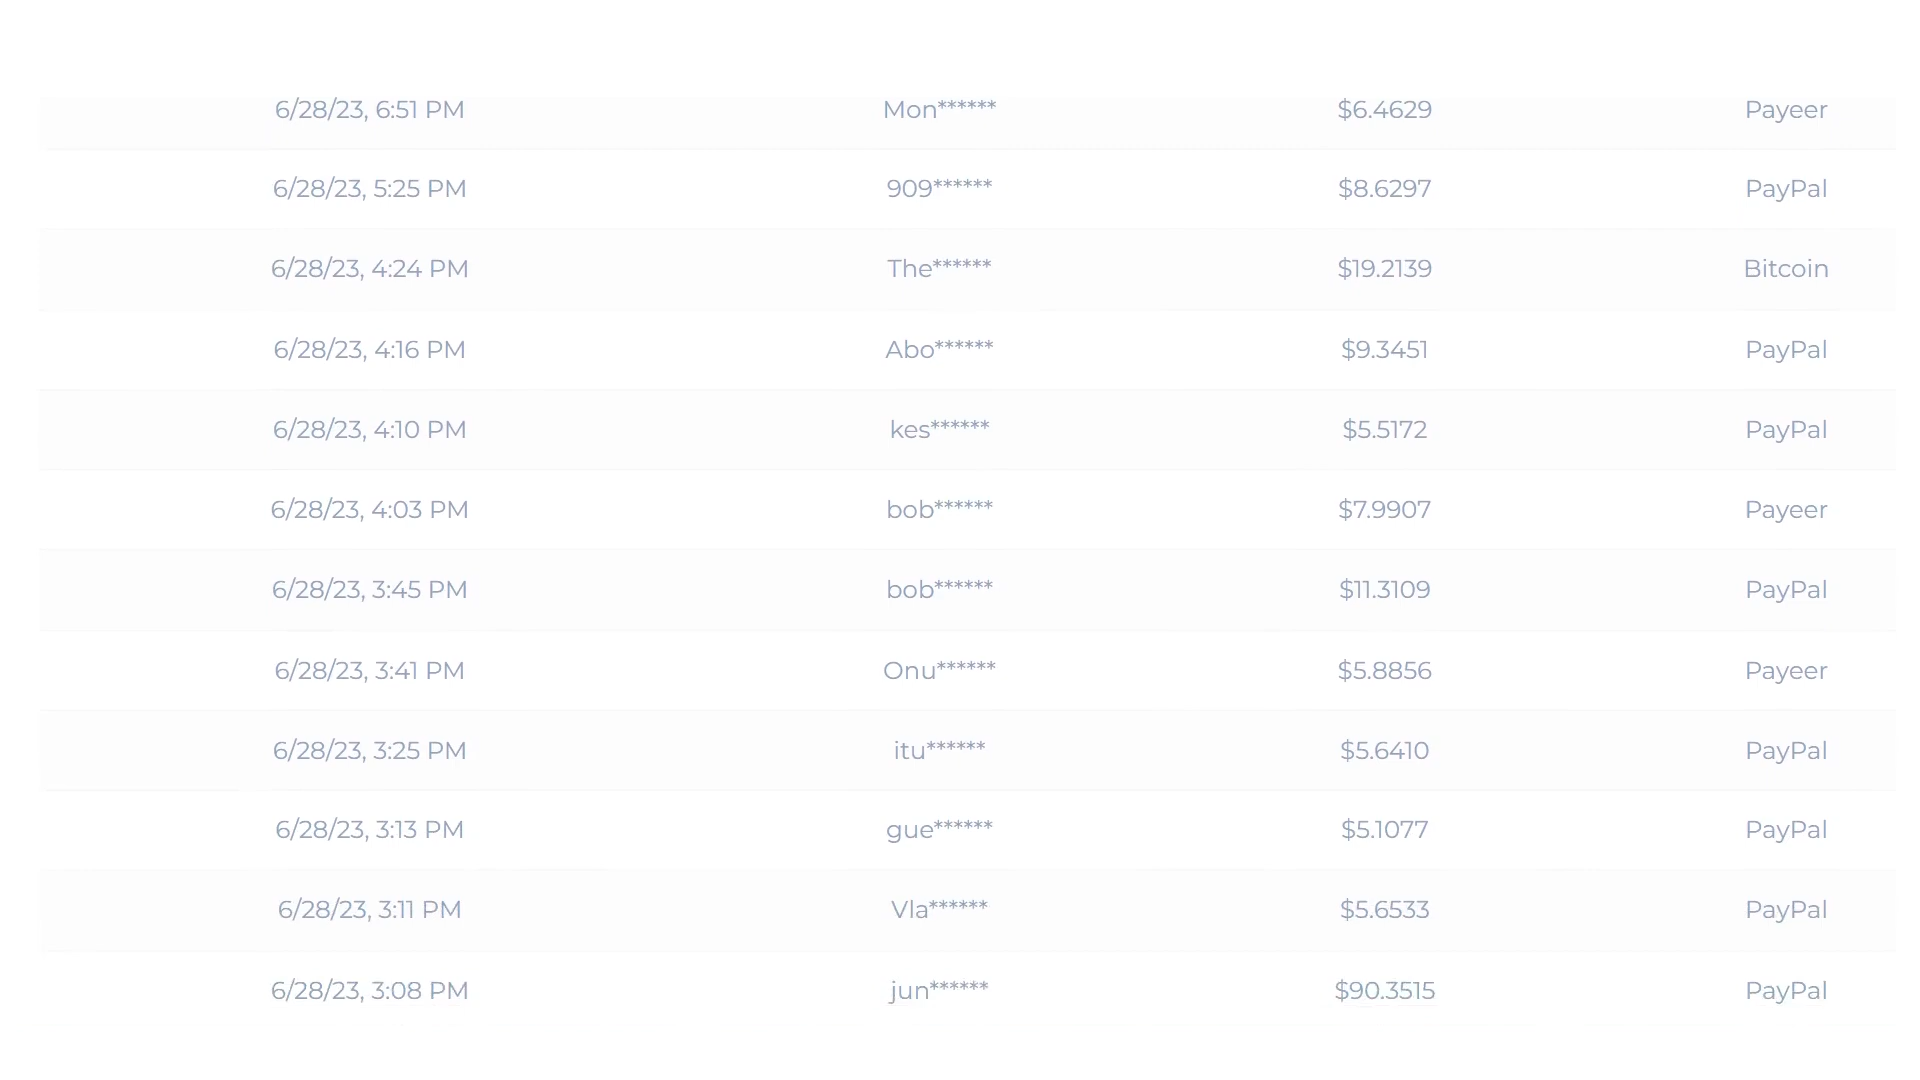 6/28/23, 6:51 PM Mon****** $6.4629 Payeer
6/28/23, 5:25 PM 909****** $8.6297 PayPal
6/28/23, 4:24 PM The****** $19.2139 Bitcoin
6/28/23, 4:16 PM Abo****** $9.3451 PayPal
6/28/23, 4:10 PM kes****** $5.5172 PayPal
6/28/23, 4:03 PM bob****** $7.9907 Payeer
6/28/23, 3:45 PM bob****** $11.3109 PayPal
6/28/23, 3:41 PM Onu****** $5.8856 Payeer
6/28/23, 3:25 PM itu****** $5.6410 PayPal
6/28/23, 3:13 PM gue****** $5.1077 PayPal
6/28/23, 3:11 PM Vla****** $5.6533 PayPal
6/28/23, 3:08 PM jun****** $90.3515 PayPal